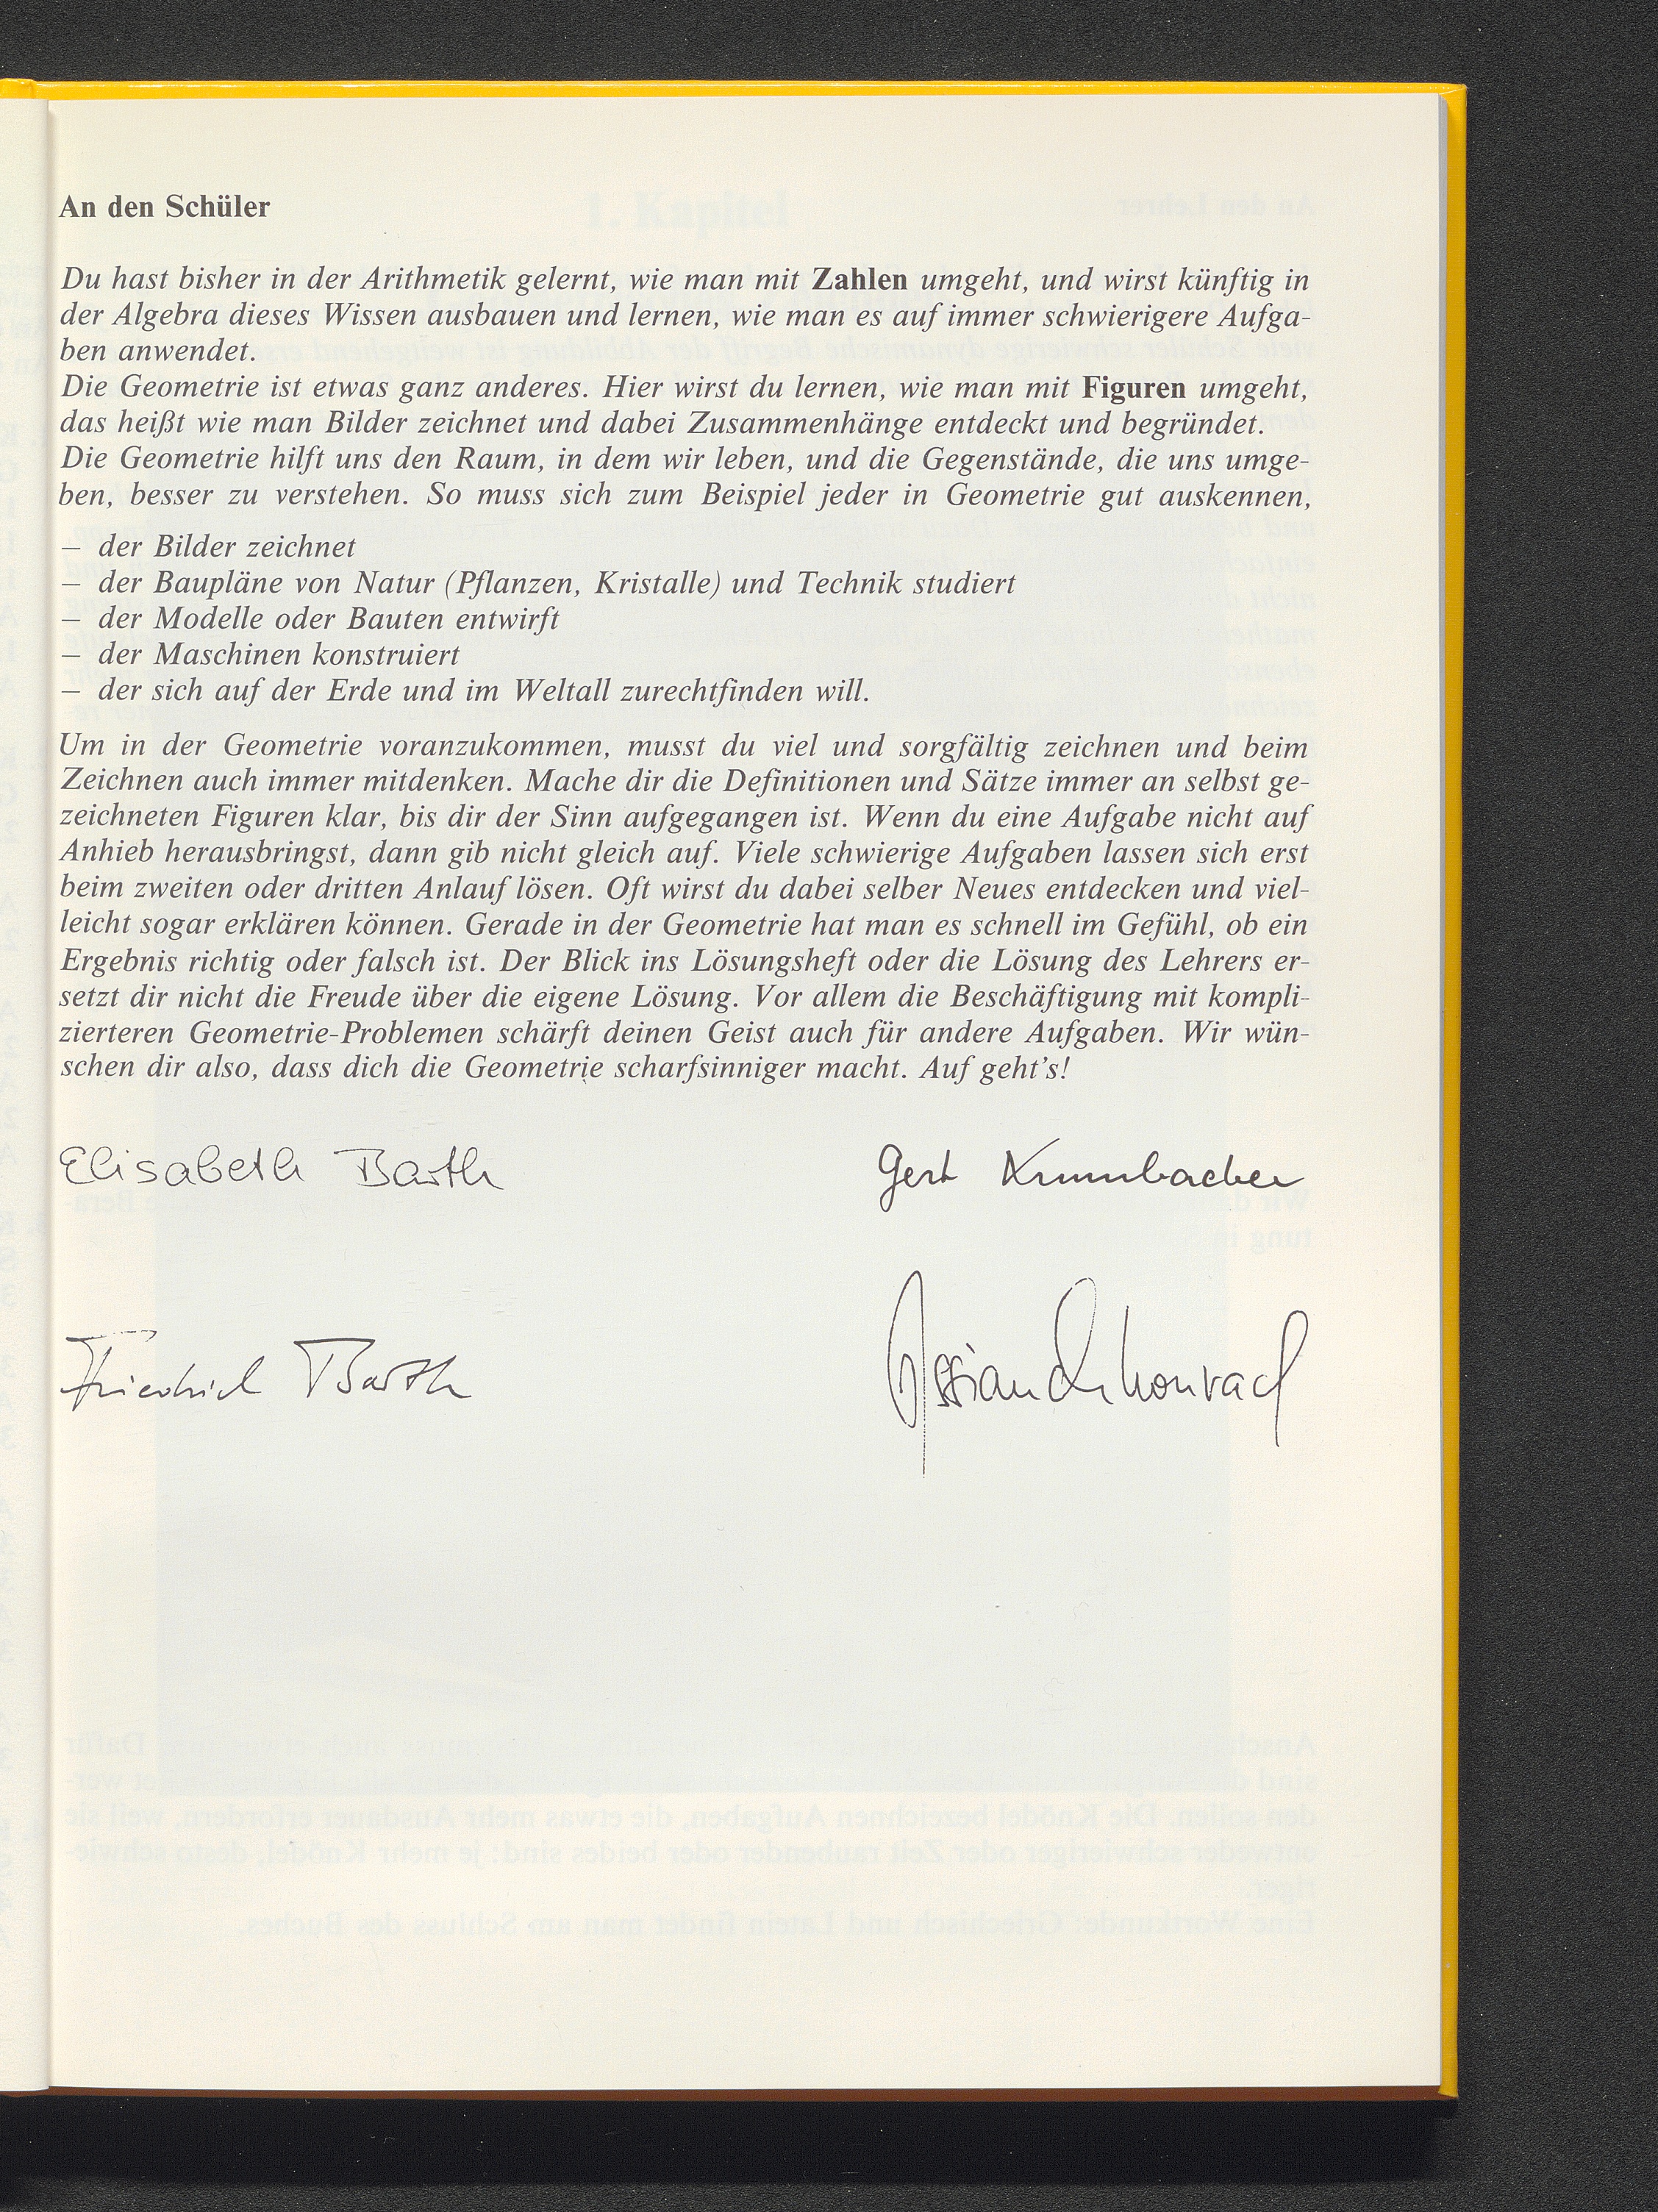 An den Schüler
Du hast bisher in der Arithmetik gelernt, wie man mit Zahlen umgeht, und wirst künftig in
der Algebra dieses Wissen ausbauen und lernen, wie man es auf immer schwierigere Aufga-
ben anwendet.
Die Geometrie ist etwas ganz anderes. Hier wirst du lernen, wie man mit Figuren umgeht,
das heißt wie man Bilder zeichnet und dabei Zusammenhänge entdeckt und begründet.
Die Geometrie hilft uns den Raum, in dem wir leben, und die Gegenstände, die uns umge-
ben, besser zu verstehen. So muss sich zum Beispiel jeder in Geometrie gut auskennen,
– der Bilder zeichnet
– der Baupläne von Natur (Pflanzen, Kristalle) und Technik studiert
– der Modelle oder Bauten entwirft
– der Maschinen konstruiert
– der sich auf der Erde und im Weltall zurechtfinden will.
Um in der Geometrie voranzukommen, musst du viel und sorgfältig zeichnen und beim
Zeichnen auch immer mitdenken. Mache dir die Definitionen und Sätze immer an selbst ge-
zeichneten Figuren klar, bis dir der Sinn aufgegangen ist. Wenn du eine Aufgabe nicht auf
Anhieb herausbringst, dann gib nicht gleich auf. Viele schwierige Aufgaben lassen sich erst
beim zweiten oder dritten Anlauf lösen. Oft wirst du dabei selber Neues entdecken und viel-
leicht sogar erklären können. Gerade in der Geometrie hat man es schnell im Gefühl, ob ein
Ergebnis richtig oder falsch ist. Der Blick ins Lösungsheft oder die Lösung des Lehrers er-
setzt dir nicht die Freude über die eigene Lösung. Vor allem die Beschäftigung mit kompli-
zierteren Geometrie-Problemen schärft deinen Geist auch für andere Aufgaben. Wir wün-
schen dir also, dass dich die Geometrie scharfsinniger macht. Auf geht's!
Elisabeth Barth
Gert Krumbacher
Friedrich Barth